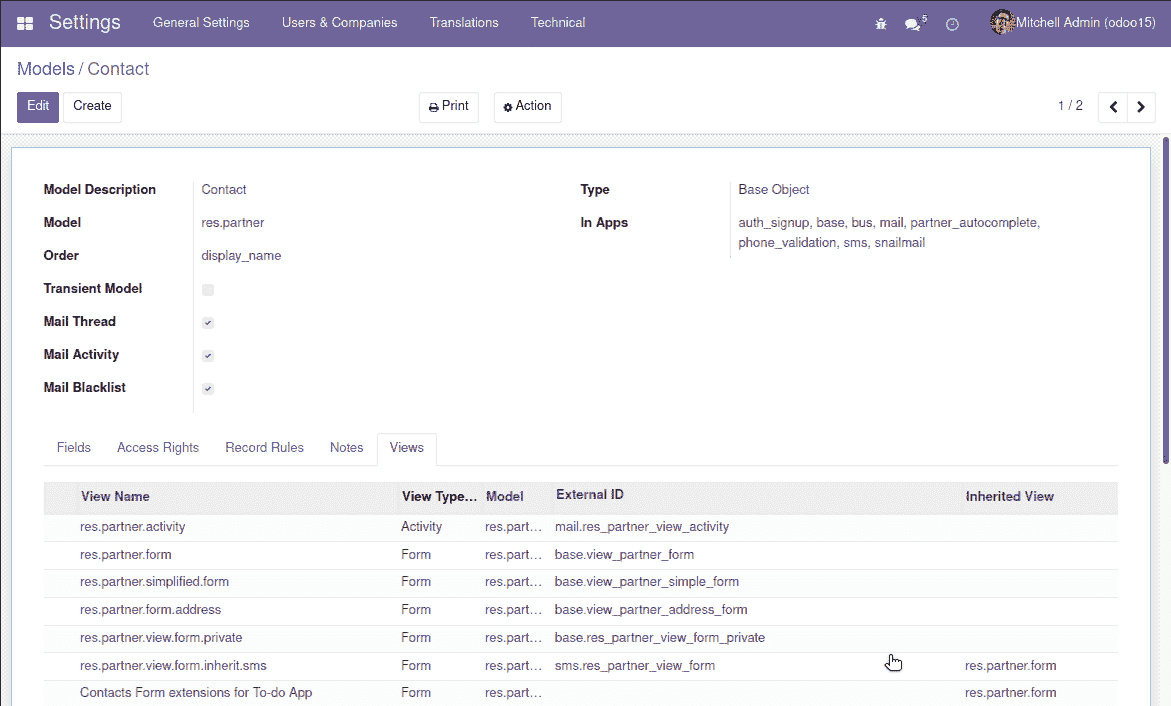 Settings General Settings Users & Companies Translations Technical 5 Mitchell Admin (odoo15)
Models / Contact
Edit Create Print Action 1 / 2
Model Description Contact Type Base Object
Model res.partner In Apps auth_signup, base, bus, mail, partner_autocomplete,
phone_validation, sms, snailmail
Order display_name
Transient Model
Mail Thread
Mail Activity
Mail Blacklist
Fields Access Rights Record Rules Notes Views
View Name View Type... Model External ID Inherited View
res.partner.activity Activity res.part... mail.res_partner_view_activity
res.partner.form Form res.part... base.view_partner_form
res.partner.simplified.form Form res.part... base.view_partner_simple_form
res.partner.form.address Form res.part... base.view_partner_address_form
res.partner.view.form.private Form res.part... base.res_partner_view_form_private
res.partner.view.form.inherit.sms Form res.part... sms.res_partner_view_form res.partner.form
Contacts Form extensions for To-do App Form res.part... res.partner.form